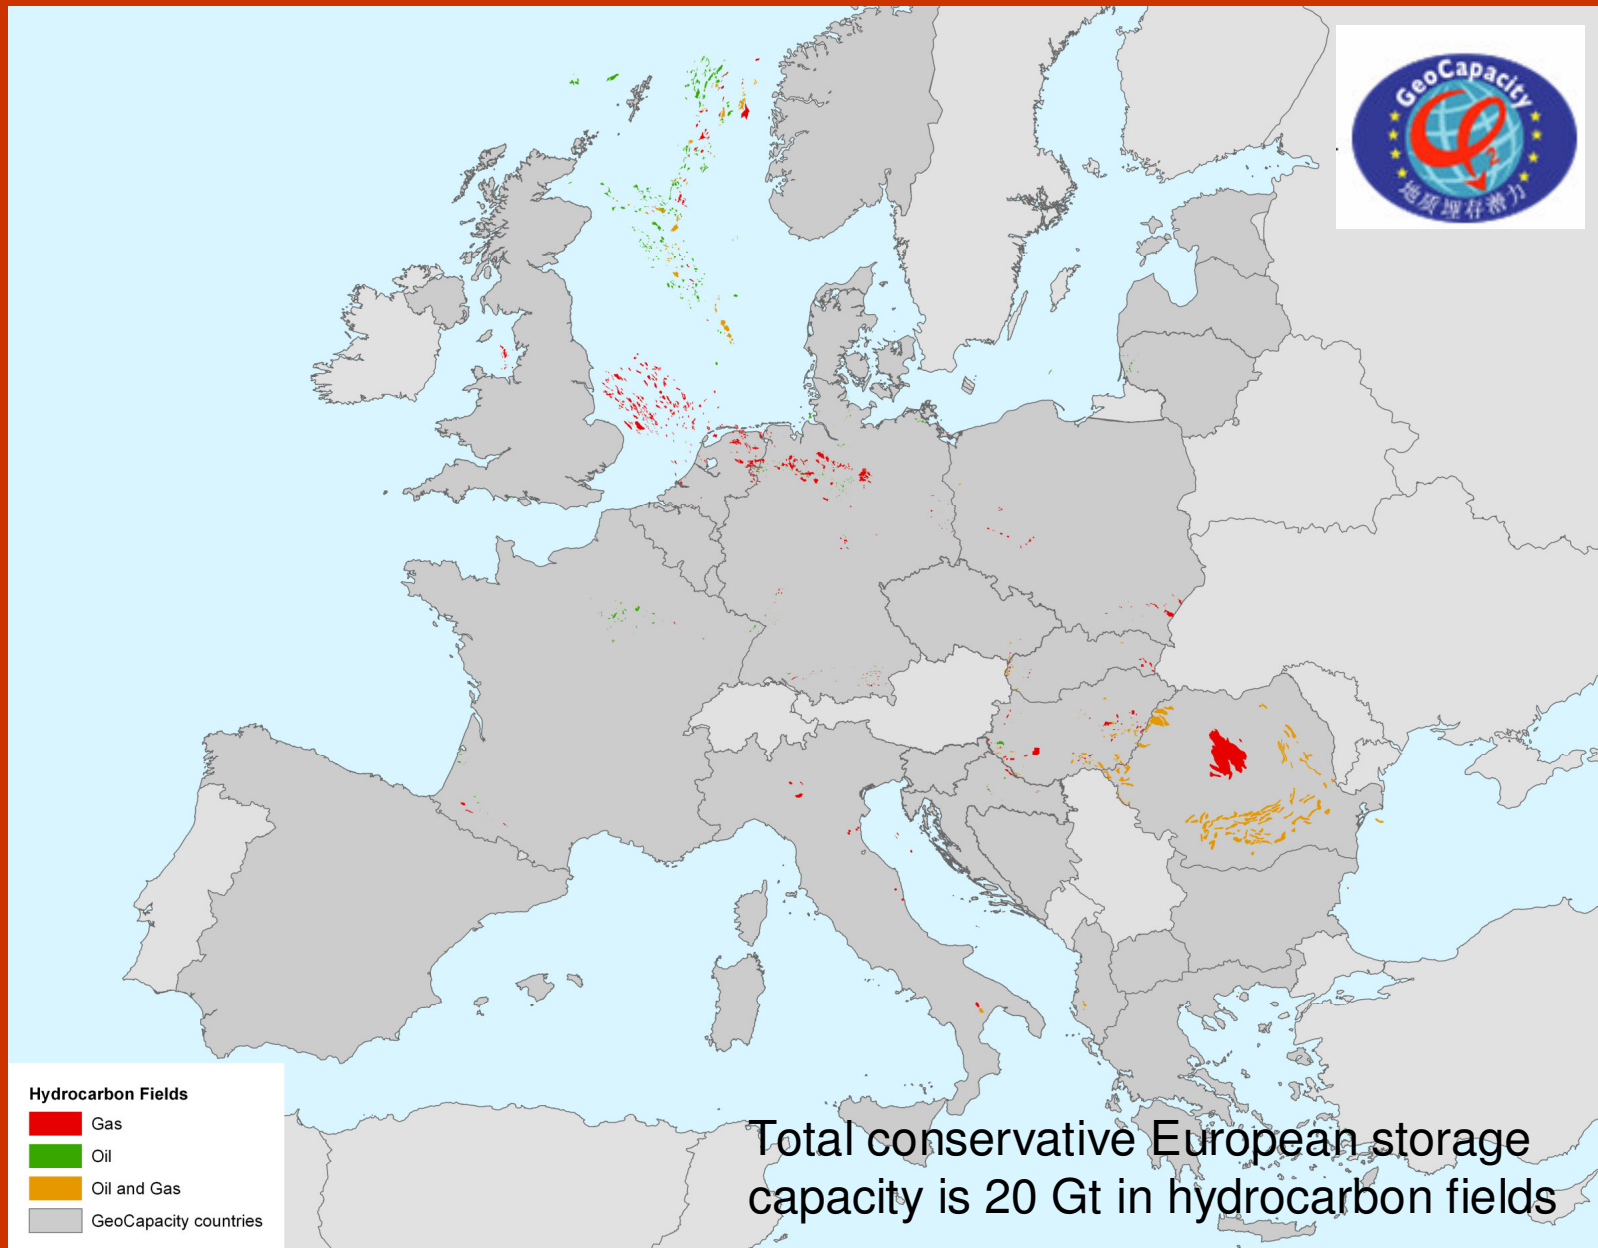 GeoCapacity
2
地质埋存潜力
Hydrocarbon Fields
Gas
Oil
Oil and Gas
GeoCapacity countries
Total conservative European storage
capacity is 20 Gt in hydrocarbon fields